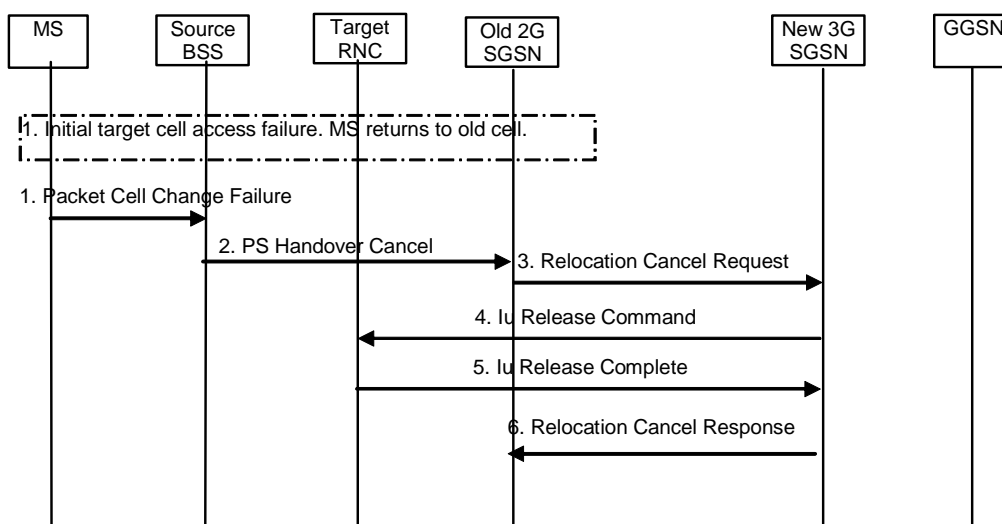 MS
Source
BSS
Target
RNC
Old 2G
SGSN
New 3G
SGSN
GGSN
1. Initial target cell access failure. MS returns to old cell.
1. Packet Cell Change Failure
2. PS Handover Cancel
3. Relocation Cancel Request
4. Iu Release Command
5. Iu Release Complete
6. Relocation Cancel Response